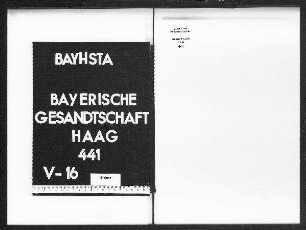 BAYHSTA
BAYERISCHE
GESANDTSCHAFT
HAAG
441
V-16